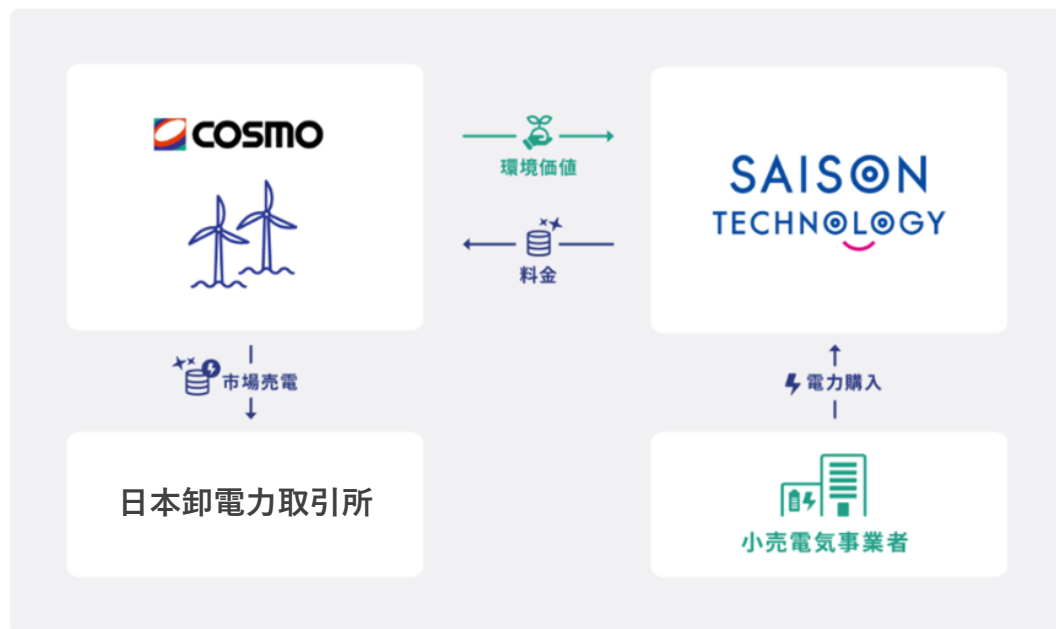 COSMO
環境価値
SAISON
TECHNOLOGY
料金
市場売電
電力購入
日本卸電力取引所
小売電気事業者